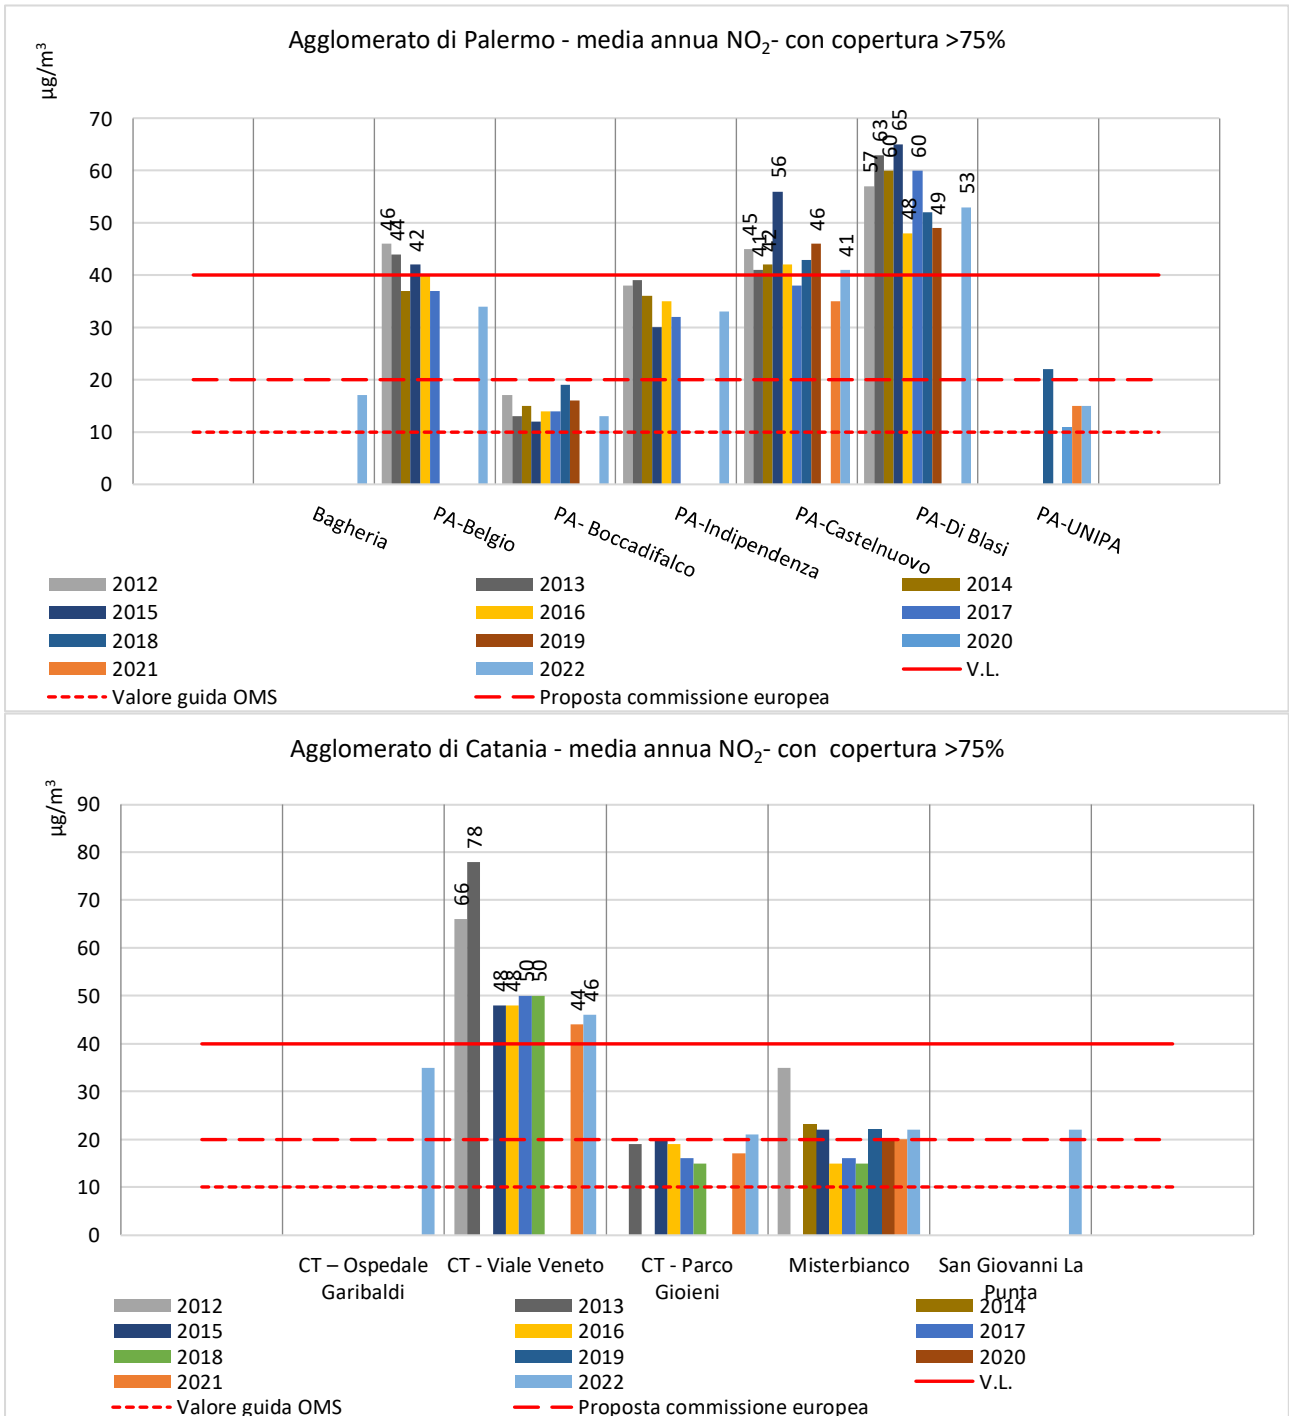 Agglomerato di Palermo - media annua NO2- con copertura >75%
µg/m3
70
60
50
40
30
20
10
0
46
44
42
45
41
42
56
46
41
57
63
60
65
48
60
52
49
53
Bagheria
PA-Belgio
PA- Boccadifalco
PA-Indipendenza
PA-Castelnuovo
PA-Di Blasi
PA-UNIPA
2012 2013 2014
2015 2016 2017
2018 2019 2020
2021 2022 V.L.
Valore guida OMS Proposta commissione europea
Agglomerato di Catania - media annua NO2- con copertura >75%
µg/m3
90
80
70
60
50
40
30
20
10
0
66
78
48
48
50
50
44
46
CT – Ospedale Garibaldi
CT - Viale Veneto
CT - Parco Gioieni
Misterbianco
San Giovanni La Punta
2012 2013 2014
2015 2016 2017
2018 2019 2020
2021 2022 V.L.
Valore guida OMS Proposta commissione europea